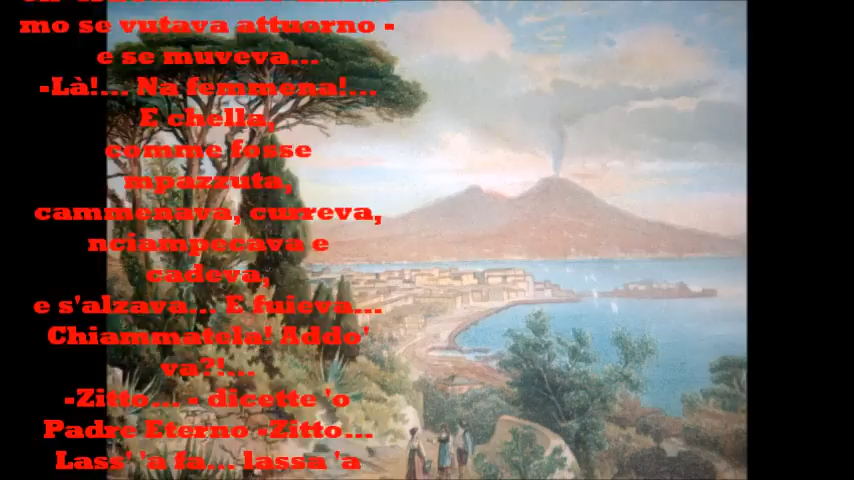 mo se vutava attuorno -
e se muveva...
-Là!... Na femmena!...
E chella,
comme fosse
mpazzuta,
cammenava, curreva,
nciampecava e
cadeva,
e s'alzava... E fuieva...
Chiammatela! Addo'
va?!...
-Zitto... - dicette 'o
Padre Eterno -Zitto...
Lass' 'a fa... lassa 'a